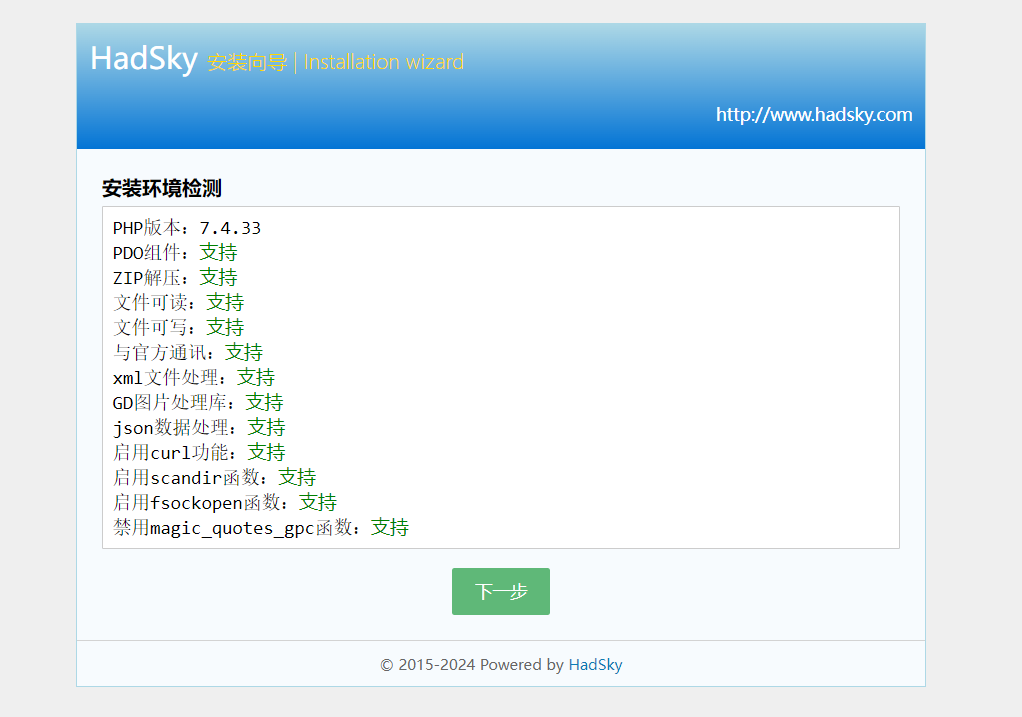 HadSky 安装向导 | Installation wizard
http://www.hadsky.com
安装环境检测
PHP版本：7.4.33
PDO组件：支持
ZIP解压：支持
文件可读：支持
文件可写：支持
与官方通讯：支持
xml文件处理：支持
GD图片处理库：支持
json数据处理：支持
启用curl功能：支持
启用scandir函数：支持
启用fsockopen函数：支持
禁用magic_quotes_gpc函数：支持
下一步
© 2015-2024 Powered by HadSky